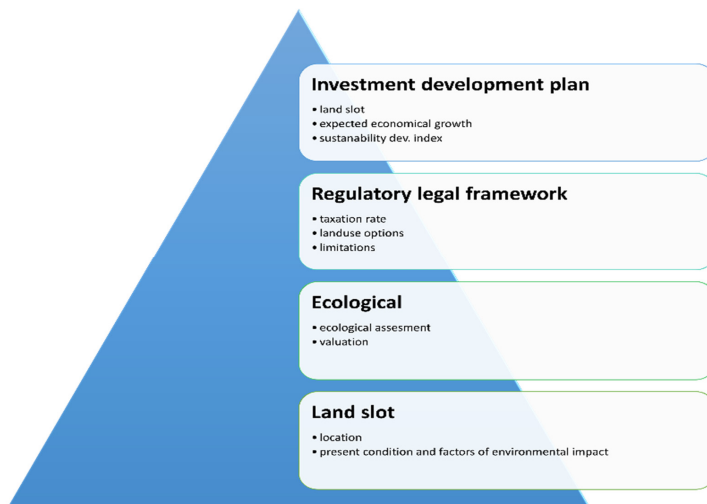 Investment development plan
• land slot
• expected economical growth
• sustanability dev. index
Regulatory legal framework
• taxation rate
• landuse options
• limitations
Ecological
• ecological assesment
• valuation
Land slot
• location
• present condition and factors of environmental impact